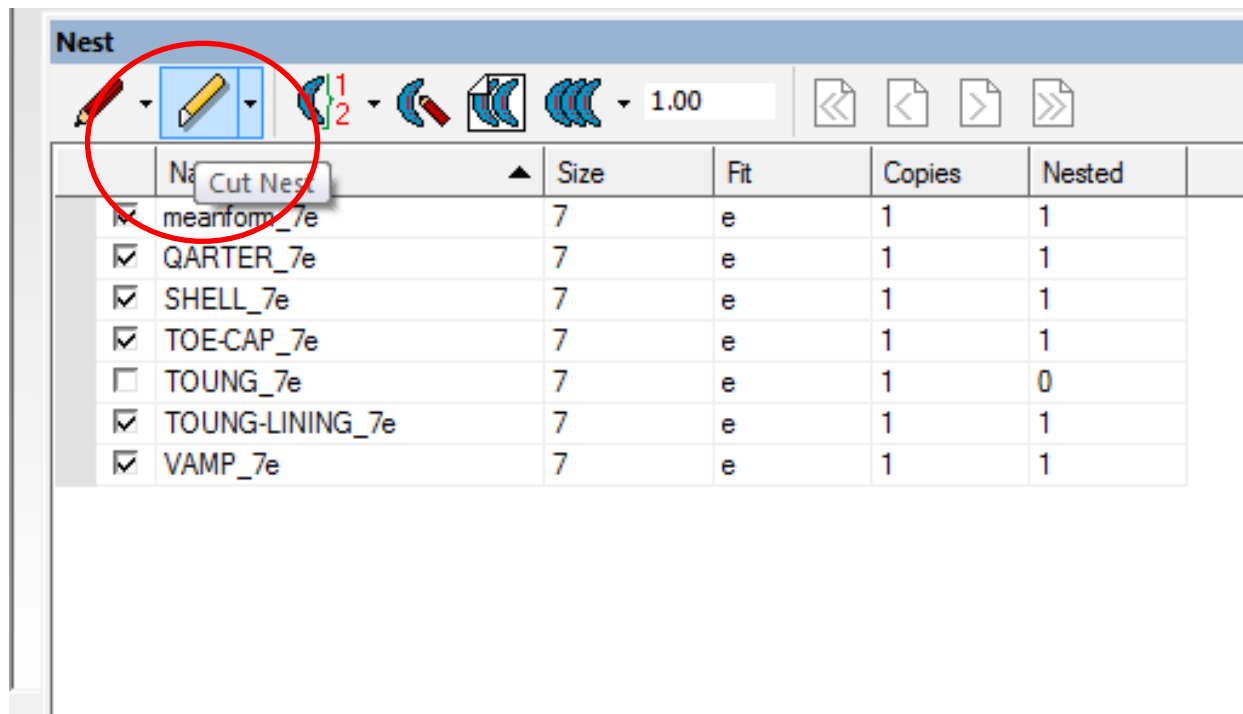 Nest
1 2 1.00
Na Size Fit Copies Nested
Cut Nest
meanform_7e 7 e 1 1
QARTER_7e 7 e 1 1
SHELL_7e 7 e 1 1
TOE-CAP_7e 7 e 1 1
TOUNG_7e 7 e 1 0
TOUNG-LINING_7e 7 e 1 1
VAMP_7e 7 e 1 1